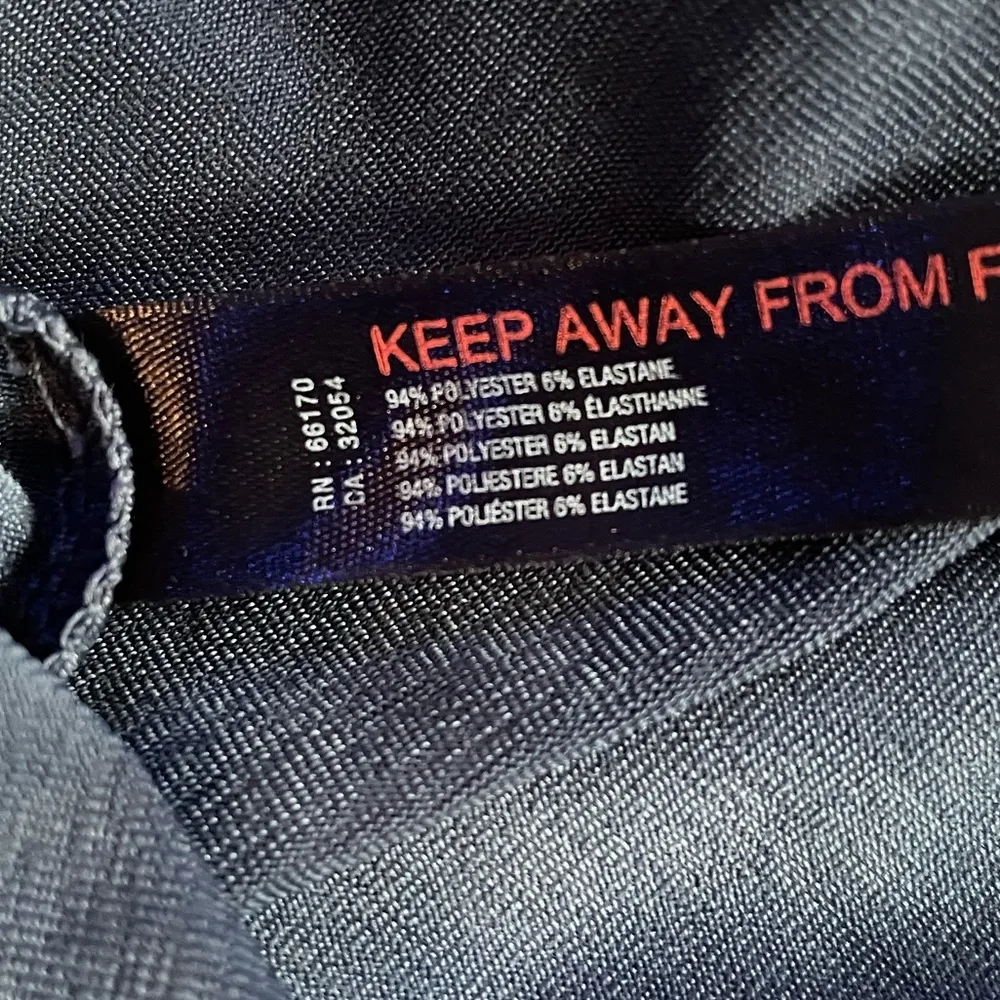 KEEP AWAY FROM F
94% POLYESTER 6% ELASTANE
94% POLYESTER 6% ÉLASTHANNE
94% POLYESTER 6% ELASTAN
94% POLIESTERE 6% ELASTAN
94% POLIÉSTER 6% ELASTANE
RN : 66170
CA 32054